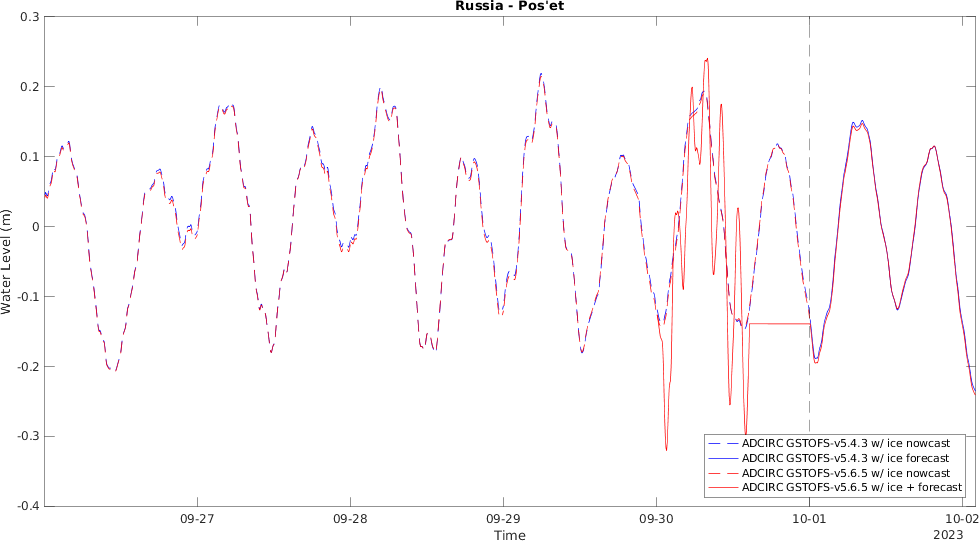 Russia - Pos'et
Water Level (m)
0.3
0.2
0.1
0
-0.1
-0.2
-0.3
-0.4
09-27
09-28
09-29
09-30
10-01
10-02
2023
Time
ADCIRC GSTOFS-v5.4.3 w/ ice nowcast
ADCIRC GSTOFS-v5.4.3 w/ ice forecast
ADCIRC GSTOFS-v5.6.5 w/ ice nowcast
ADCIRC GSTOFS-v5.6.5 w/ ice + forecast